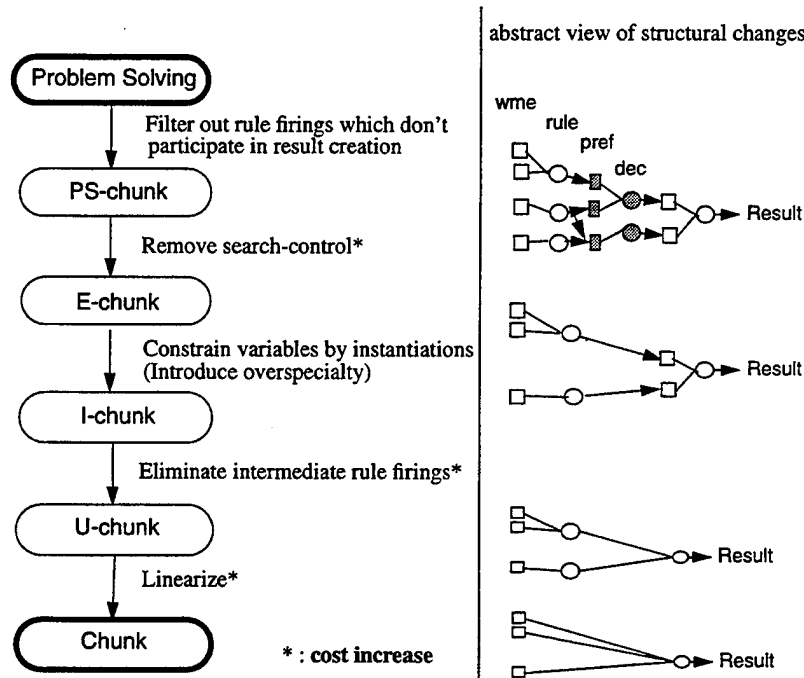 Problem Solving
Filter out rule firings which don't
participate in result creation
PS-chunk
Remove search-control*
E-chunk
Constrain variables by instantiations
(Introduce overspecialty)
I-chunk
Eliminate intermediate rule firings*
U-chunk
Linearize*
Chunk
* : cost increase
abstract view of structural changes
wme
rule
pref
dec
Result
Result
Result
Result